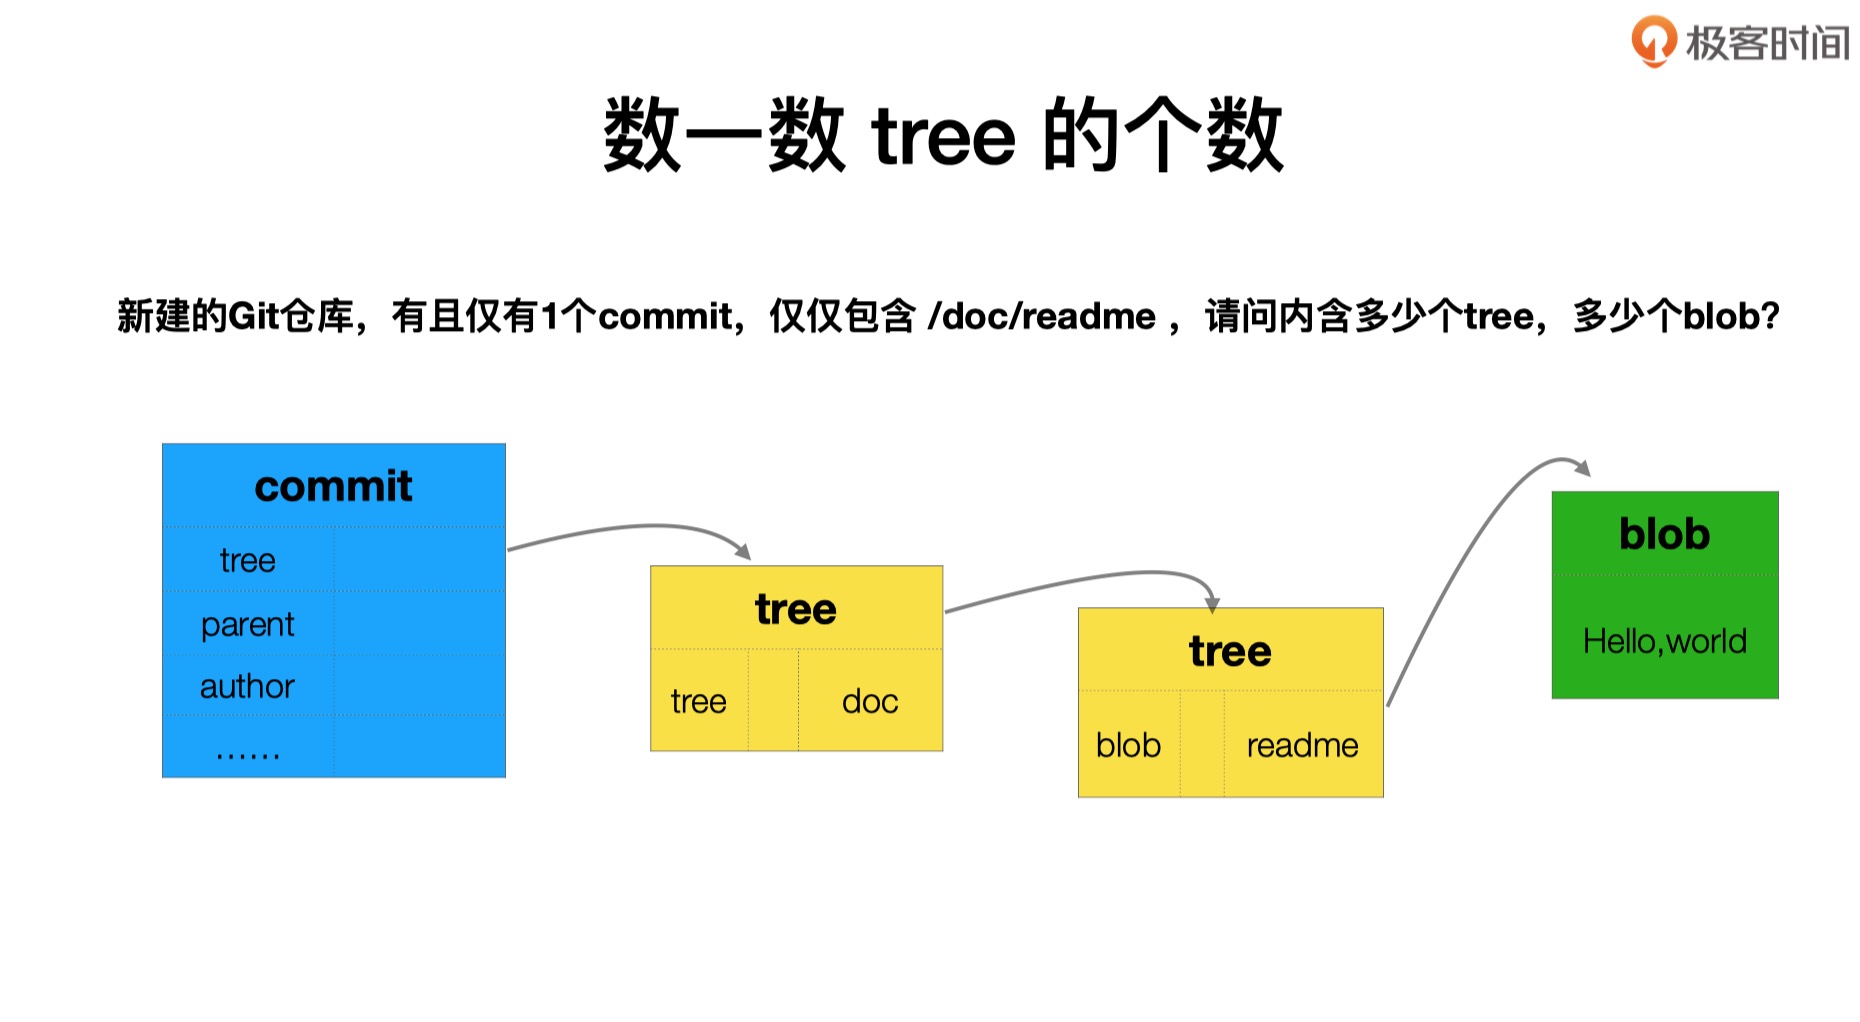 极客时间
数一数 tree 的个数
新建的Git仓库，有且仅有1个commit，仅仅包含 /doc/readme ，请问内含多少个tree，多少个blob？
commit
tree
parent
author
……
tree
tree doc
tree
blob readme
blob
Hello,world